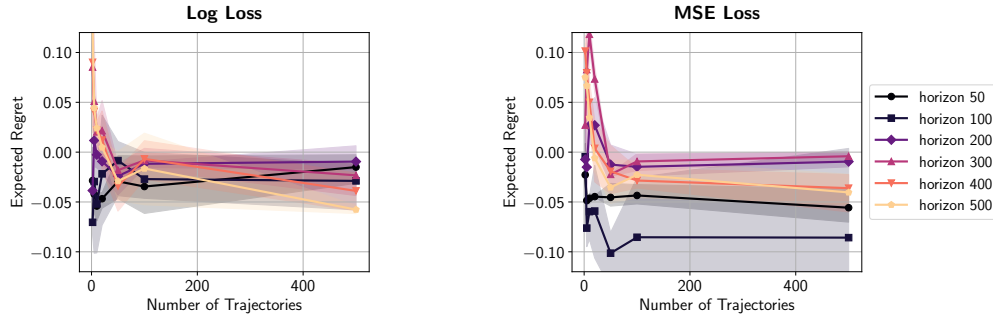 Log Loss
Expected Regret
0.10
0.05
0.00
−0.05
−0.10
0
200
400
Number of Trajectories
MSE Loss
Expected Regret
0.10
0.05
0.00
−0.05
−0.10
0
200
400
Number of Trajectories
horizon 50
horizon 100
horizon 200
horizon 300
horizon 400
horizon 500